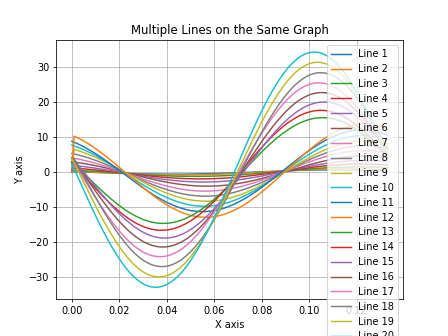 Multiple Lines on the Same Graph
Y axis
30
20
10
0
−10
−20
−30
0.00
0.02
0.04
0.06
0.08
0.10
X axis
Line 1
Line 2
Line 3
Line 4
Line 5
Line 6
Line 7
Line 8
Line 9
Line 10
Line 11
Line 12
Line 13
Line 14
Line 15
Line 16
Line 17
Line 18
Line 19
Line 20